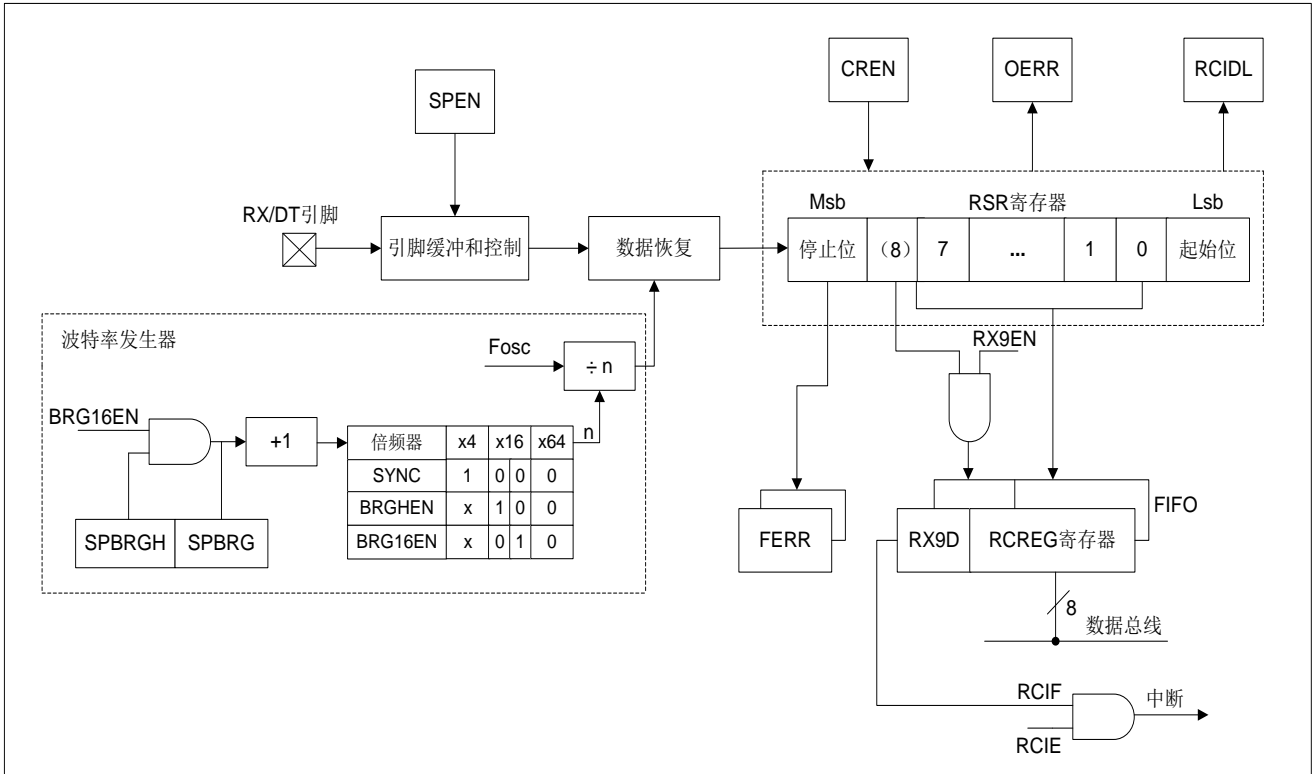 CREN
OERR
RCIDL
SPEN
Msb
RSR寄存器
Lsb
RX/DT引脚
引脚缓冲和控制
数据恢复
停止位
（8）
7
...
1
0
起始位
波特率发生器
Fosc
÷ n
RX9EN
BRG16EN
+1
倍频器 x4 x16 x64
n
SYNC 1 0 0 0
BRGHEN x 1 0 0
BRG16EN x 0 1 0
SPBRGH SPBRG
FERR
RX9D
RCREG寄存器
FIFO
8
数据总线
RCIF
中断
RCIE